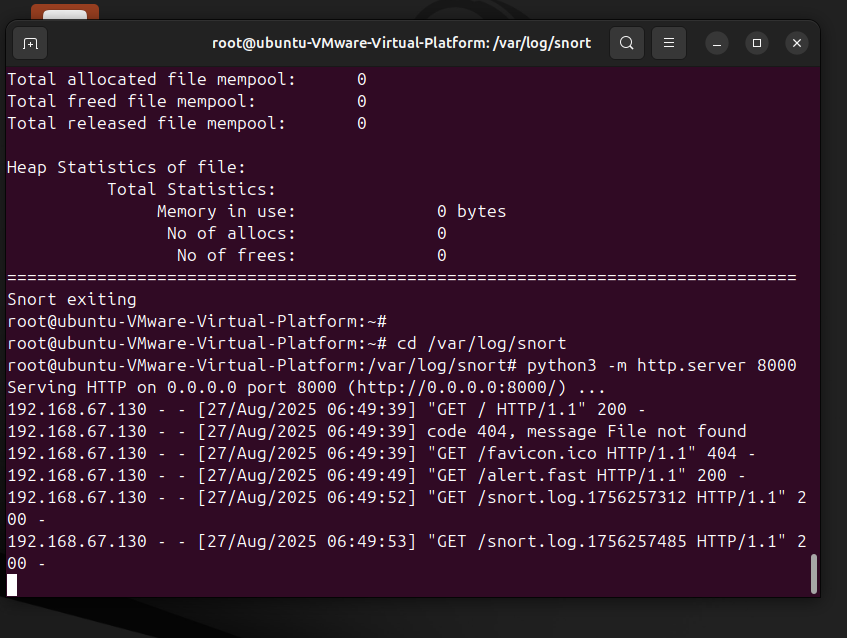 root@ubuntu-VMware-Virtual-Platform: /var/log/snort
Total allocated file mempool:      0
Total freed file mempool:          0
Total released file mempool:       0
Heap Statistics of file:
          Total Statistics:
               Memory in use:              0 bytes
                No of allocs:              0
                 No of frees:              0
===============================================================================
Snort exiting
root@ubuntu-VMware-Virtual-Platform:~#
root@ubuntu-VMware-Virtual-Platform:~# cd /var/log/snort
root@ubuntu-VMware-Virtual-Platform:/var/log/snort# python3 -m http.server 8000
Serving HTTP on 0.0.0.0 port 8000 (http://0.0.0.0:8000/) ...
192.168.67.130 - - [27/Aug/2025 06:49:39] "GET / HTTP/1.1" 200 -
192.168.67.130 - - [27/Aug/2025 06:49:39] code 404, message File not found
192.168.67.130 - - [27/Aug/2025 06:49:39] "GET /favicon.ico HTTP/1.1" 404 -
192.168.67.130 - - [27/Aug/2025 06:49:49] "GET /alert.fast HTTP/1.1" 200 -
192.168.67.130 - - [27/Aug/2025 06:49:52] "GET /snort.log.1756257312 HTTP/1.1" 2
00 -
192.168.67.130 - - [27/Aug/2025 06:49:53] "GET /snort.log.1756257485 HTTP/1.1" 2
00 -